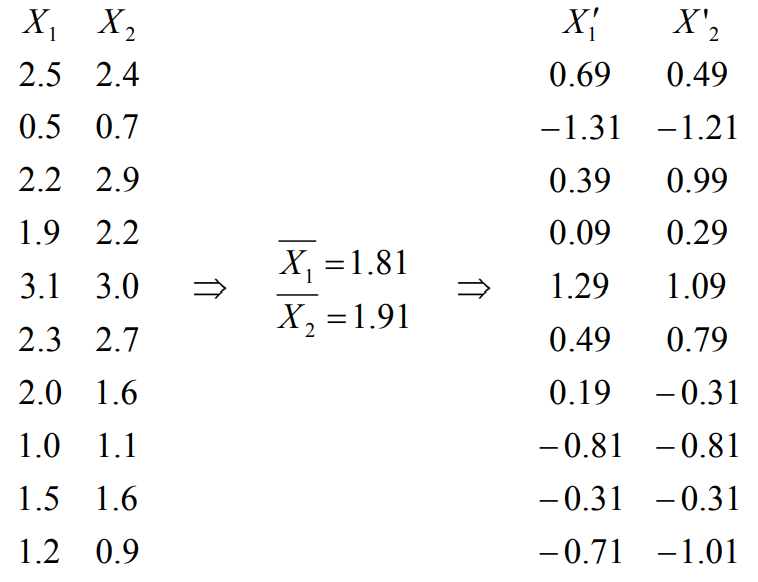 X₁ X₂ X₁′ X'₂
2.5 2.4 0.69 0.49
0.5 0.7 −1.31 −1.21
2.2 2.9 0.39 0.99
1.9 2.2 0.09 0.29
X̅₁ = 1.81
3.1 3.0 ⇒ ⇒ 1.29 1.09
X̅₂ = 1.91
2.3 2.7 0.49 0.79
2.0 1.6 0.19 −0.31
1.0 1.1 −0.81 −0.81
1.5 1.6 −0.31 −0.31
1.2 0.9 −0.71 −1.01